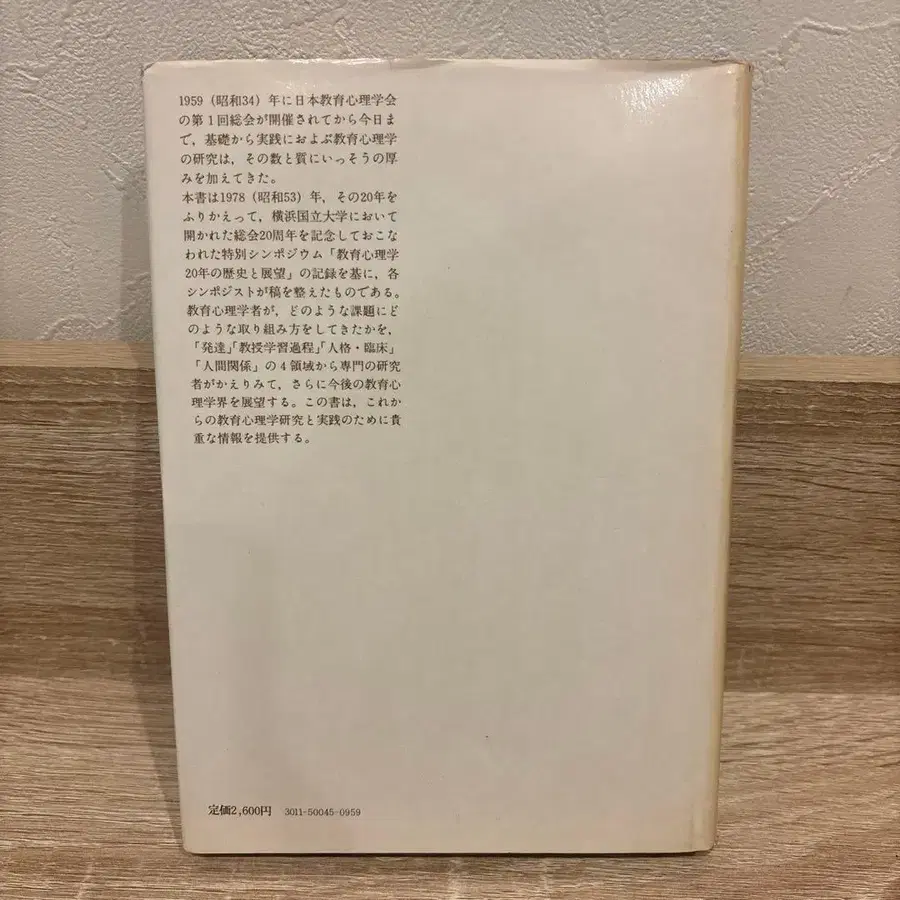 1959（昭和34）年に日本教育心理学会
の第1回総会が開催されてから今日ま
で，基礎から実践におよぶ教育心理学
の研究は，その数と質にいっそうの厚
みを加えてきた。
本書は1978（昭和53）年，その20年を
ふりかえって，横浜国立大学において
開かれた総会20周年を記念しておこな
われた特別シンポジウム「教育心理学
20年の歴史と展望」の記録を基に，各
シンポジストが稿を整えたものである。
教育心理学者が，どのような課題にど
のような取り組み方をしてきたかを，
「発達」「教授学習過程」「人格・臨床」
「人間関係」の4領域から専門の研究
者がかえりみて，さらに今後の教育心
理学界を展望する。この書は，これか
らの教育心理学研究と実践のために貴
重な情報を提供する。
定価2,600円 3011-50045-0959